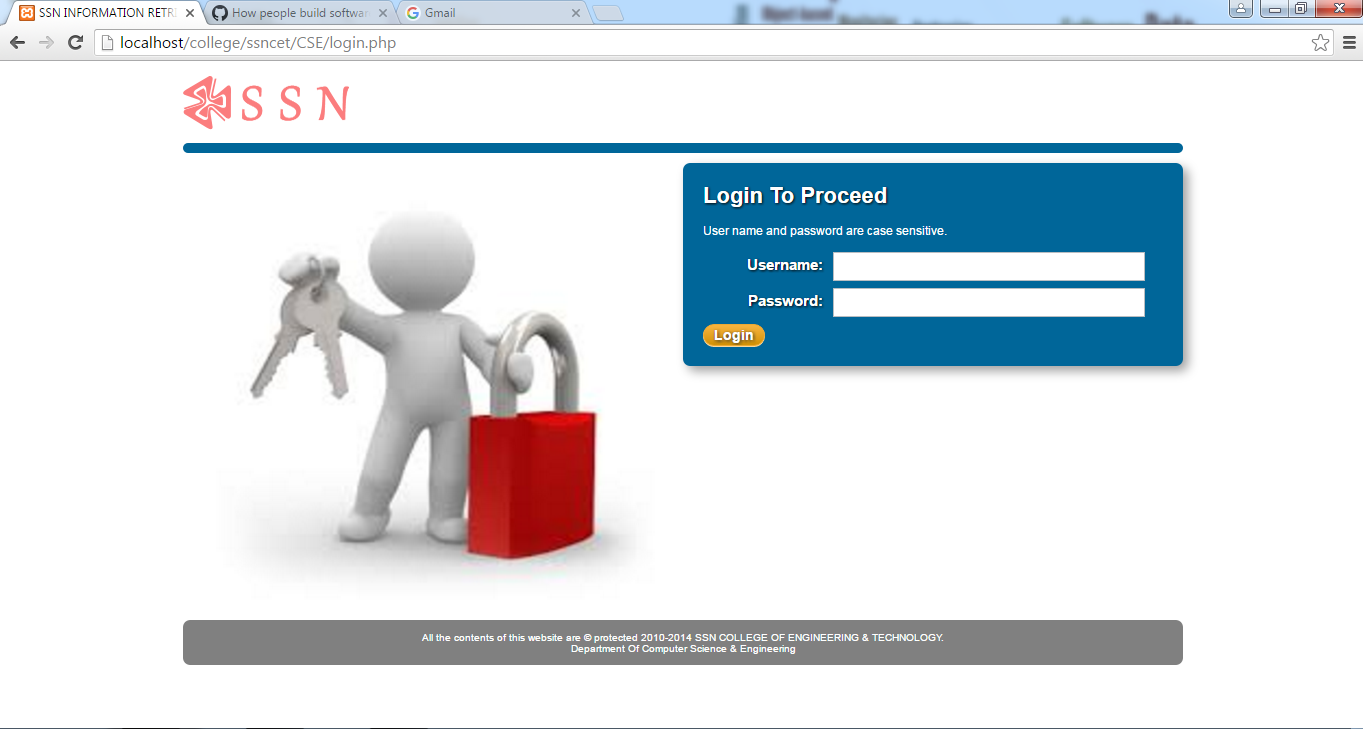 SSN INFORMATION RETRI
How people build softwar
Gmail
localhost/college/ssncet/CSE/login.php
SSN
Login To Proceed
User name and password are case sensitive.
Username:
Password:
Login
All the contents of this website are © protected 2010-2014 SSN COLLEGE OF ENGINEERING & TECHNOLOGY.
Department Of Computer Science & Engineering